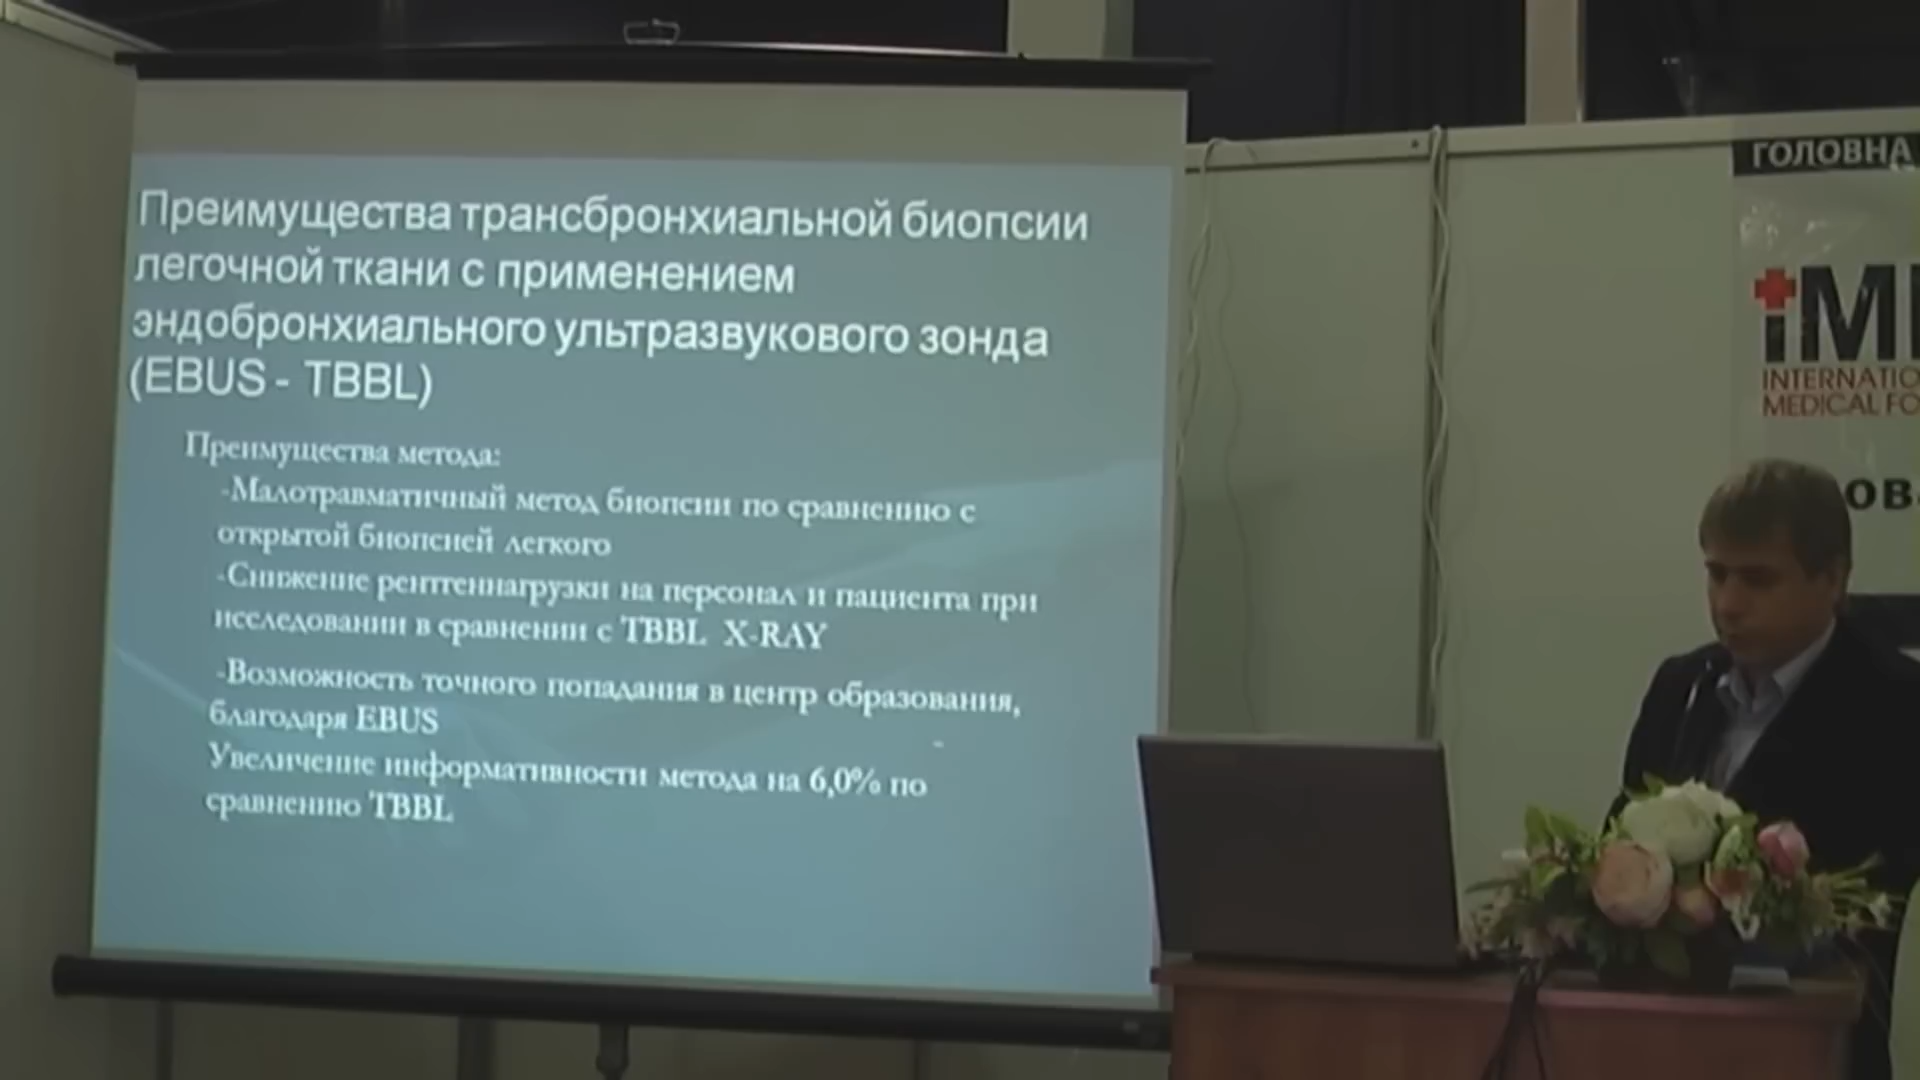 Преимущества трансбронхиальной биопсии
легочной ткани с применением
эндобронхиального ультразвукового зонда
(EBUS - TBBL)
Преимущества метода:
-Малотравматичный метод биопсии по сравнению с
открытой биопсией легкого
-Снижение рентгеннагрузки на персонал и пациента при
исследовании в сравнении с TBBL X-RAY
-Возможность точного попадания в центр образования,
благодаря EBUS
Увеличение информативности метода на 6,0% по
сравнению TBBL
ГОЛОВНА
iM
INTERNATIO
MEDICAL FO
ов